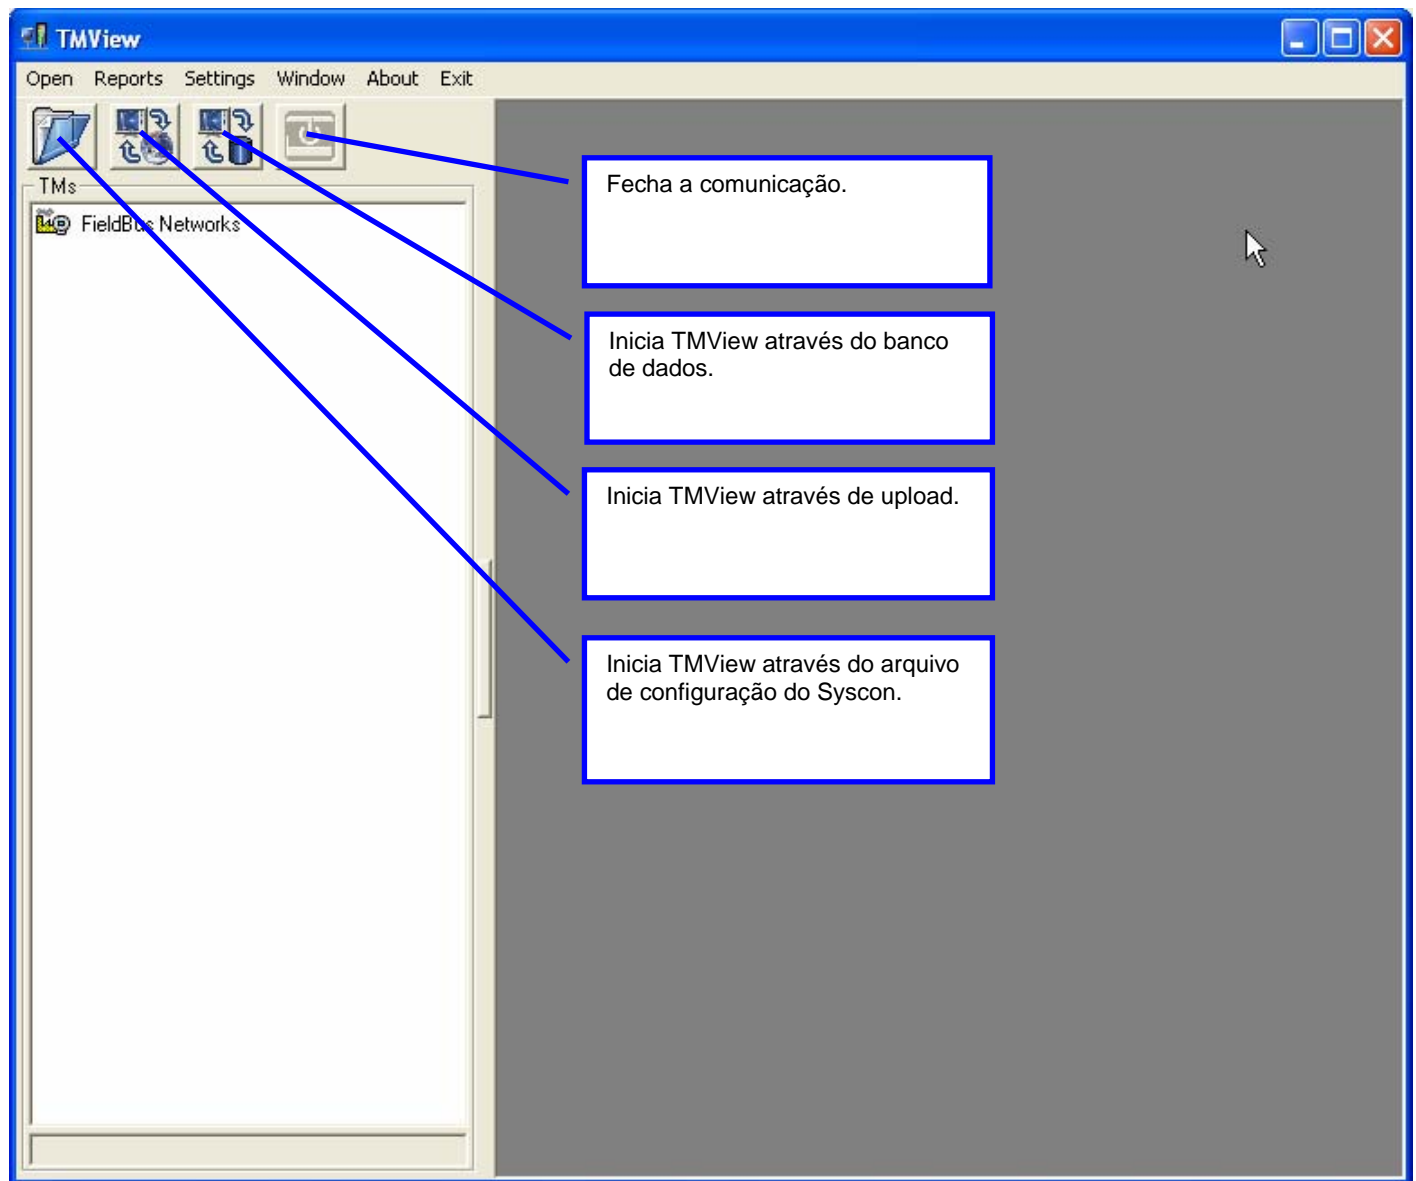 TMView
Open Reports Settings Window About Exit
TMs
FieldBus Networks
Fecha a comunicação.
Inicia TMView através do banco
de dados.
Inicia TMView através de upload.
Inicia TMView através do arquivo
de configuração do Syscon.